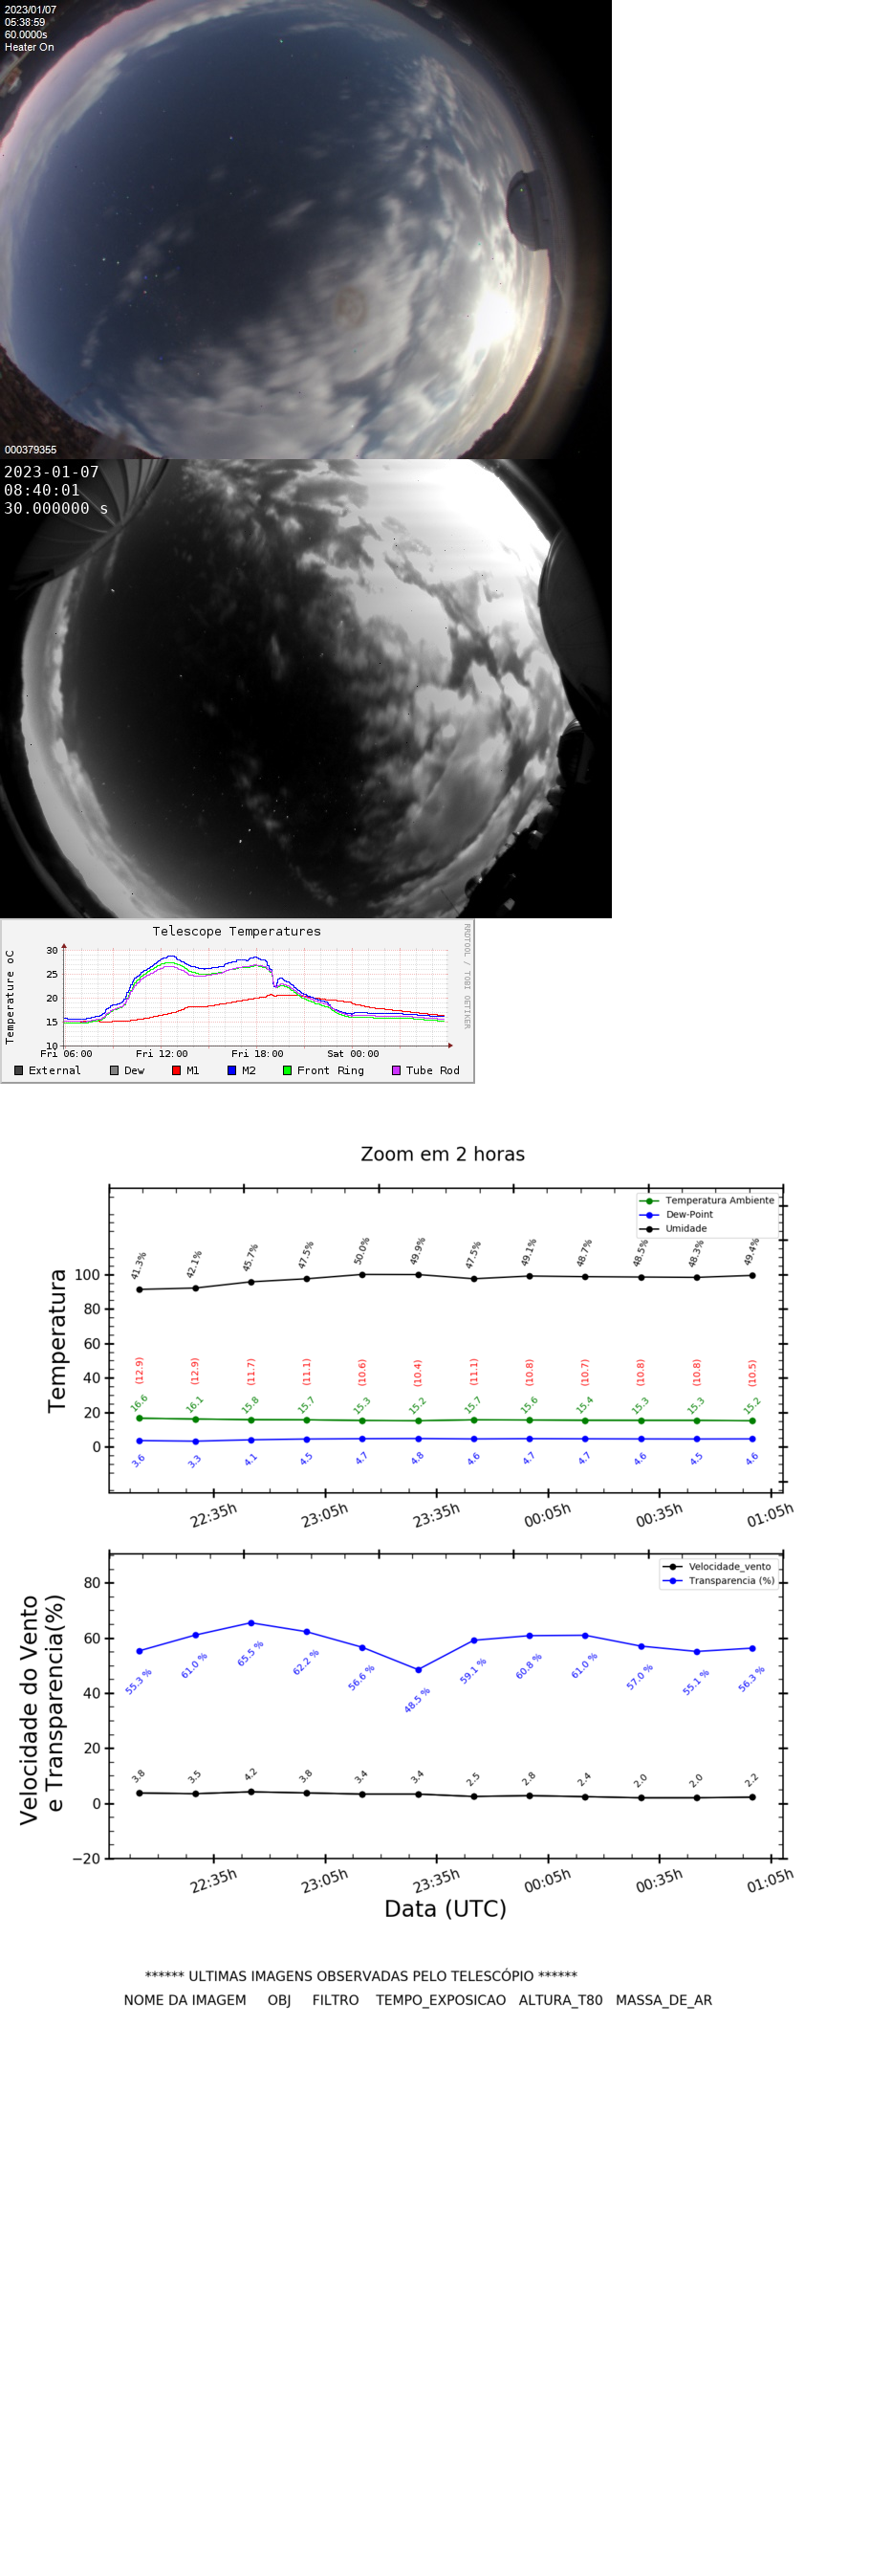 2023/01/07
05:38:59
60.0000s
Heater On
000379355
2023-01-07
08:40:01
30.000000 s
Telescope Temperatures
RRDTOOL / TOBI OETIKER
Temperature oC
30
25
20
15
10
Fri 06:00 Fri 12:00 Fri 18:00 Sat 00:00
External Dew M1 M2 Front Ring Tube Rod
Zoom em 2 horas
Temperatura Ambiente
Dew-Point
Umidade
Temperatura
100
80
60
40
20
0
41.3% 42.1% 45.7% 47.5% 50.0% 49.9% 47.5% 49.1% 48.7% 48.5% 48.3% 49.4%
(12.9) (12.9) (11.7) (11.1) (10.6) (10.4) (11.1) (10.8) (10.7) (10.8) (10.8) (10.5)
16.6 16.1 15.8 15.7 15.3 15.2 15.7 15.6 15.4 15.3 15.3 15.2
3.6 3.3 4.1 4.5 4.7 4.8 4.6 4.7 4.7 4.6 4.5 4.6
22:35h 23:05h 23:35h 00:05h 00:35h 01:05h
Velocidade_vento
Transparencia (%)
Velocidade do Vento
e Transparencia(%)
80
60
40
20
0
−20
55.3 % 61.0 % 65.5 % 62.2 % 56.6 % 48.5 % 59.1 % 60.8 % 61.0 % 57.0 % 55.1 % 56.3 %
3.8 3.5 4.2 3.8 3.4 3.4 2.5 2.8 2.4 2.0 2.0 2.2
22:35h 23:05h 23:35h 00:05h 00:35h 01:05h
Data (UTC)
****** ULTIMAS IMAGENS OBSERVADAS PELO TELESCÓPIO ******
NOME DA IMAGEM OBJ FILTRO TEMPO_EXPOSICAO ALTURA_T80 MASSA_DE_AR